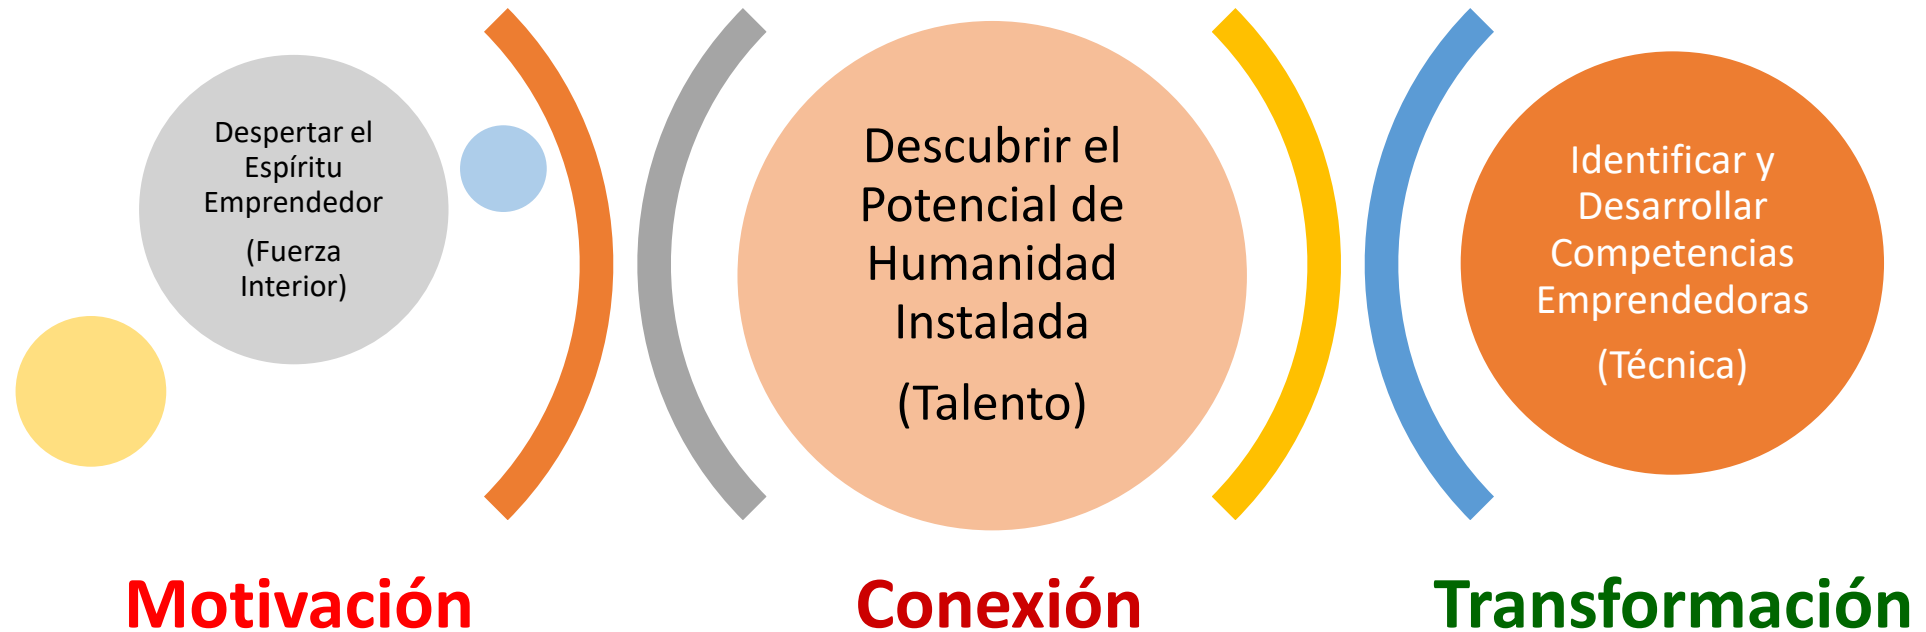 Despertar el
Espíritu
Emprendedor
(Fuerza
Interior)
Descubrir el
Potencial de
Humanidad
Instalada
(Talento)
Identificar y
Desarrollar
Competencias
Emprendedoras
(Técnica)
Motivación
Conexión
Transformación